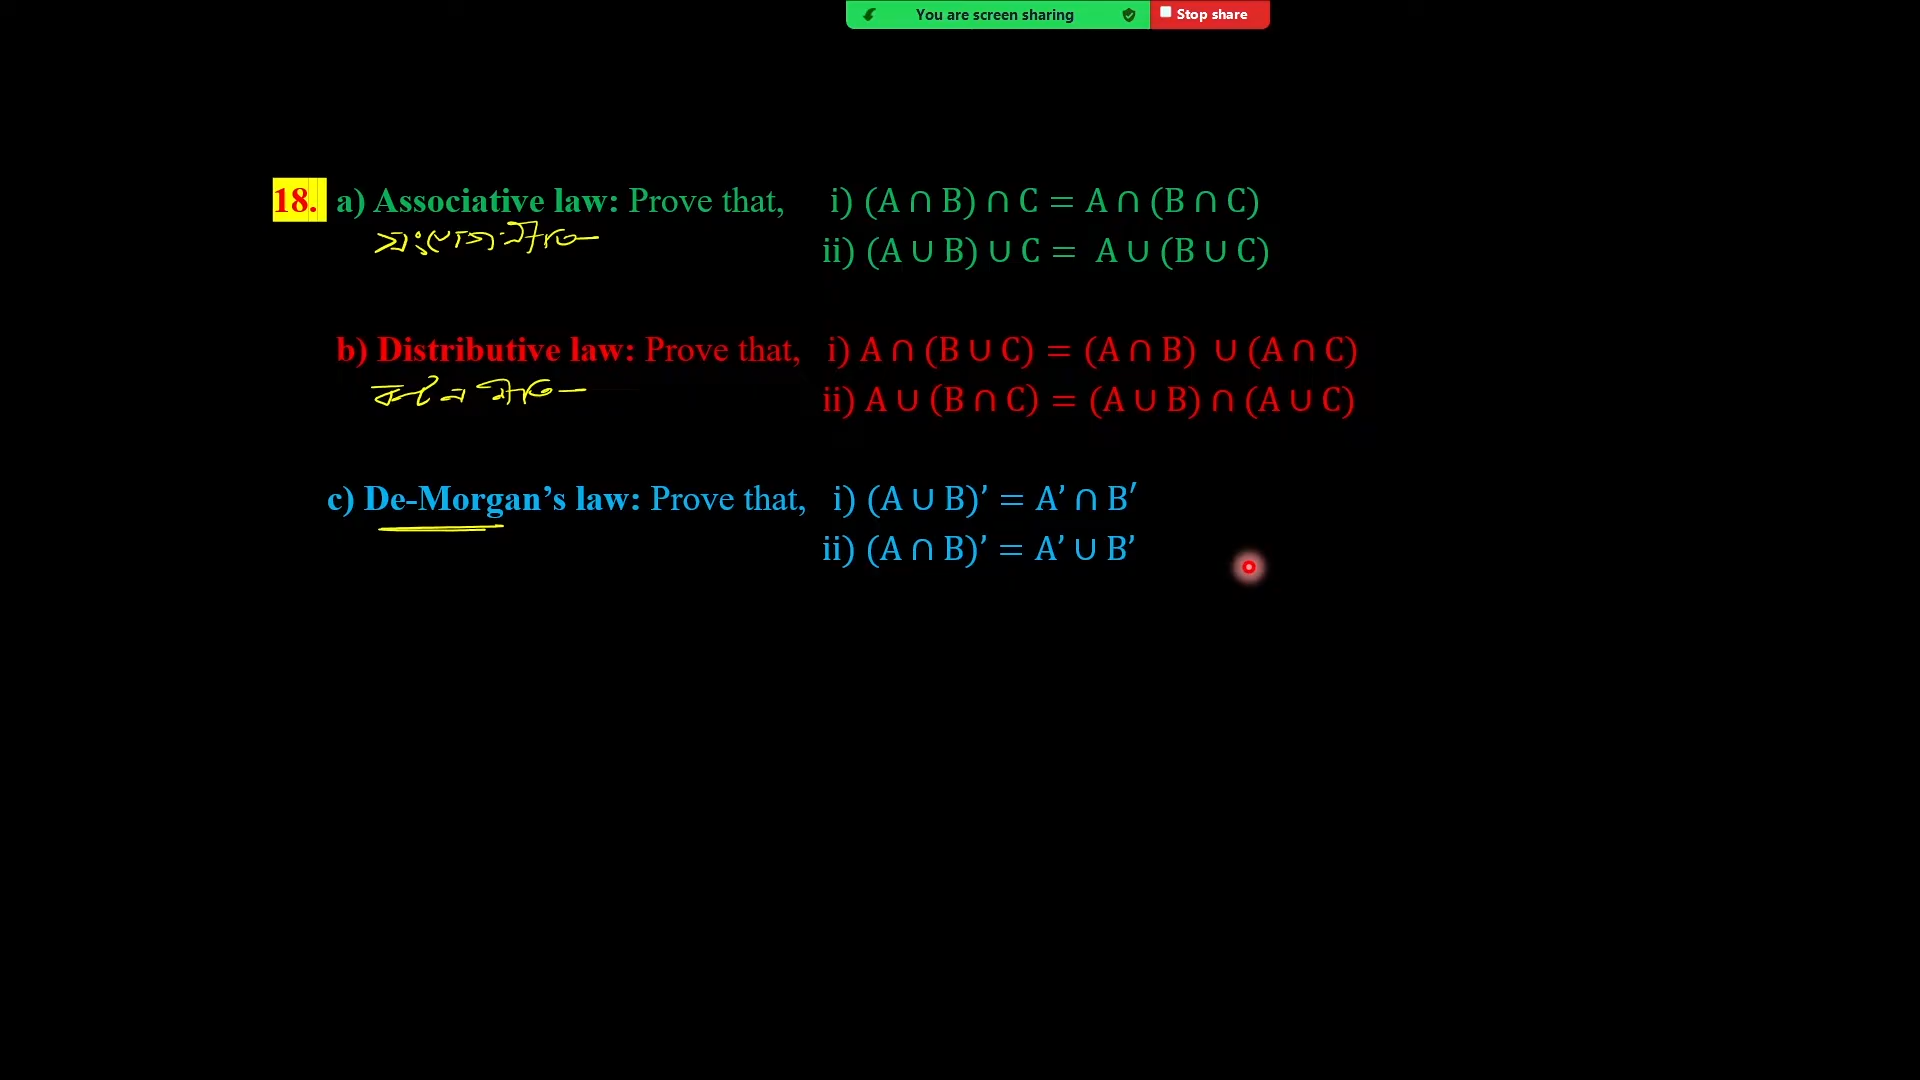 You are screen sharing Stop share
18. a) Associative law: Prove that, i) (A ∩ B) ∩ C = A ∩ (B ∩ C)
ii) (A ∪ B) ∪ C = A ∪ (B ∪ C)
b) Distributive law: Prove that, i) A ∩ (B ∪ C) = (A ∩ B) ∪ (A ∩ C)
ii) A ∪ (B ∩ C) = (A ∪ B) ∩ (A ∪ C)
c) De-Morgan’s law: Prove that, i) (A ∪ B)’ = A’ ∩ B′
ii) (A ∩ B)’ = A’ ∪ B’